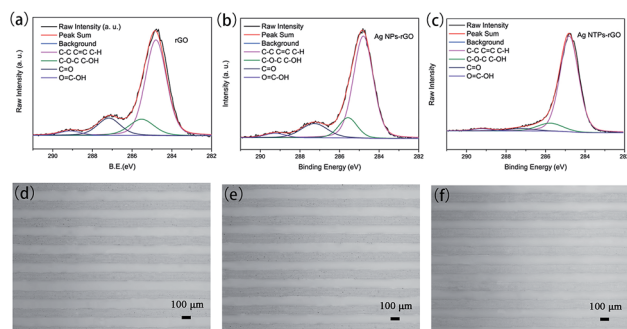 (a)
Raw Intensity (a. u.)
Raw Intensity (a. u.)
Peak Sum
Background
C-C C=C C-H
C-O-C C-OH
C=O
O=C-OH
rGO
290 288 286 284 282
B.E.(eV)
(b)
Intensity (a. u.)
Raw Intensity
Peak Sum
Background
C-C C=C C-H
C-O-C C-OH
C=O
O=C-OH
Ag NPs-rGO
290 288 286 284 282
Binding Energy (eV)
(c)
Raw Intensity (a. u.)
Raw Intensity
Peak Sum
Background
C-C C=C C-H
C-O-C C-OH
C=O
O=C-OH
Ag NTPs-rGO
290 288 286 284 28
Binding Energy (eV)
(d)
100 μm
(e)
100 μm
(f)
100 μm